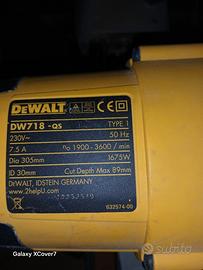 DEWALT
DW718 -QS TYPE 1
230V~ 50 Hz
7.5 A no 1900 - 3600 / min
Dia 305mm 1675W
ID 30mm Cut Depth Max 89mm
DEWALT, IDSTEIN GERMANY
www.2helpU.com
632574-00
Galaxy XCover7
subito